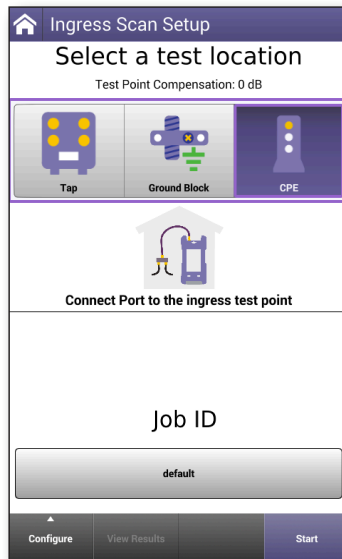 Ingress Scan Setup
Select a test location
Test Point Compensation: 0 dB
Tap
Ground Block
CPE
Connect Port to the ingress test point
Job ID
default
Configure
View Results
Start